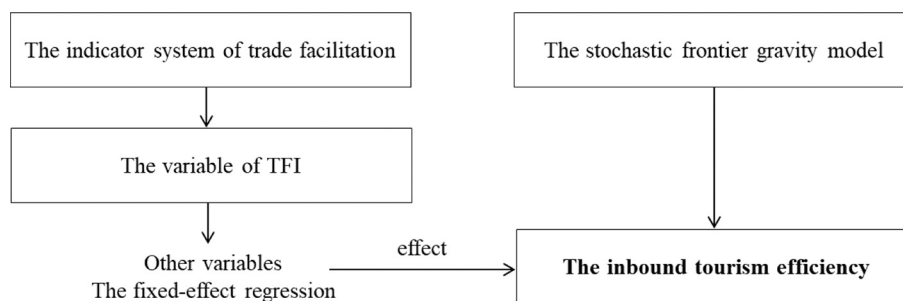 The indicator system of trade facilitation
The stochastic frontier gravity model
The variable of TFI
Other variables
The fixed-effect regression
effect
The inbound tourism efficiency